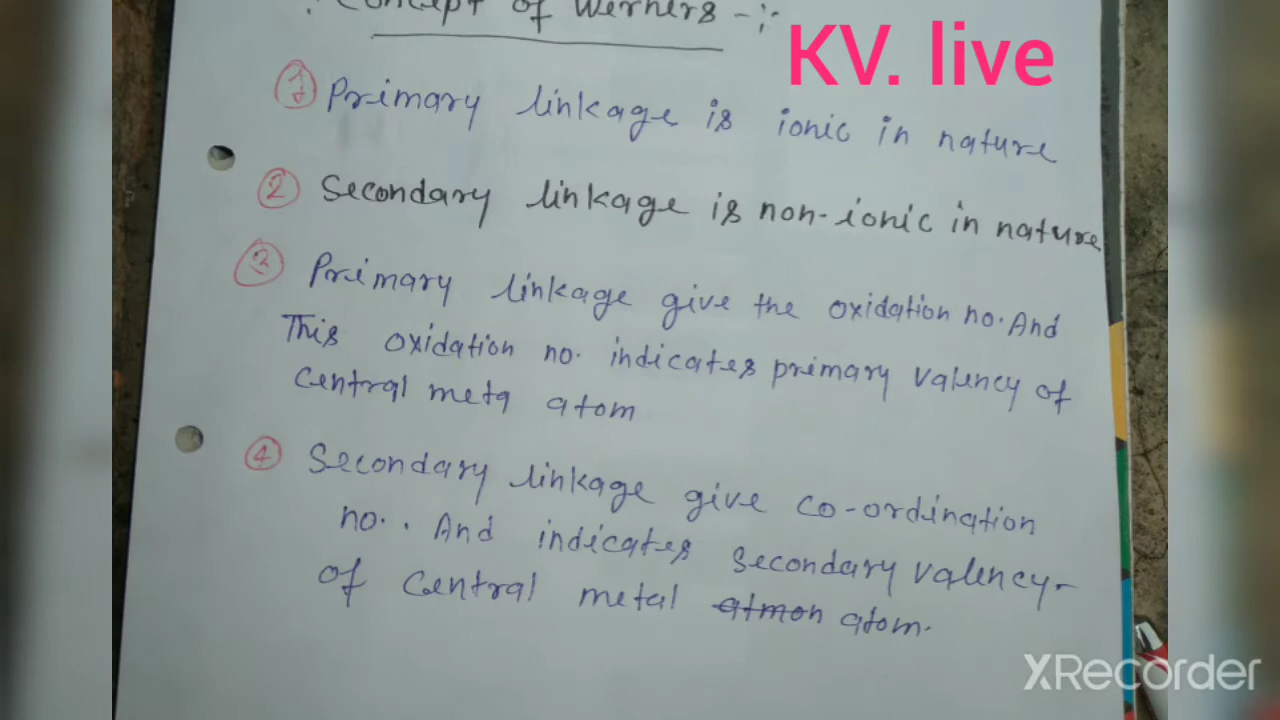 Concept of Werners -:-
KV. live
① Primary linkage is ionic in nature
② Secondary linkage is non-ionic in nature
③ Primary linkage give the oxidation no. And
This oxidation no. indicates primary valency of
Central meta atom
④ Secondary linkage give co-ordination
no.. And indicates secondary valency-
of Central metal atmon atom.
XRecorder